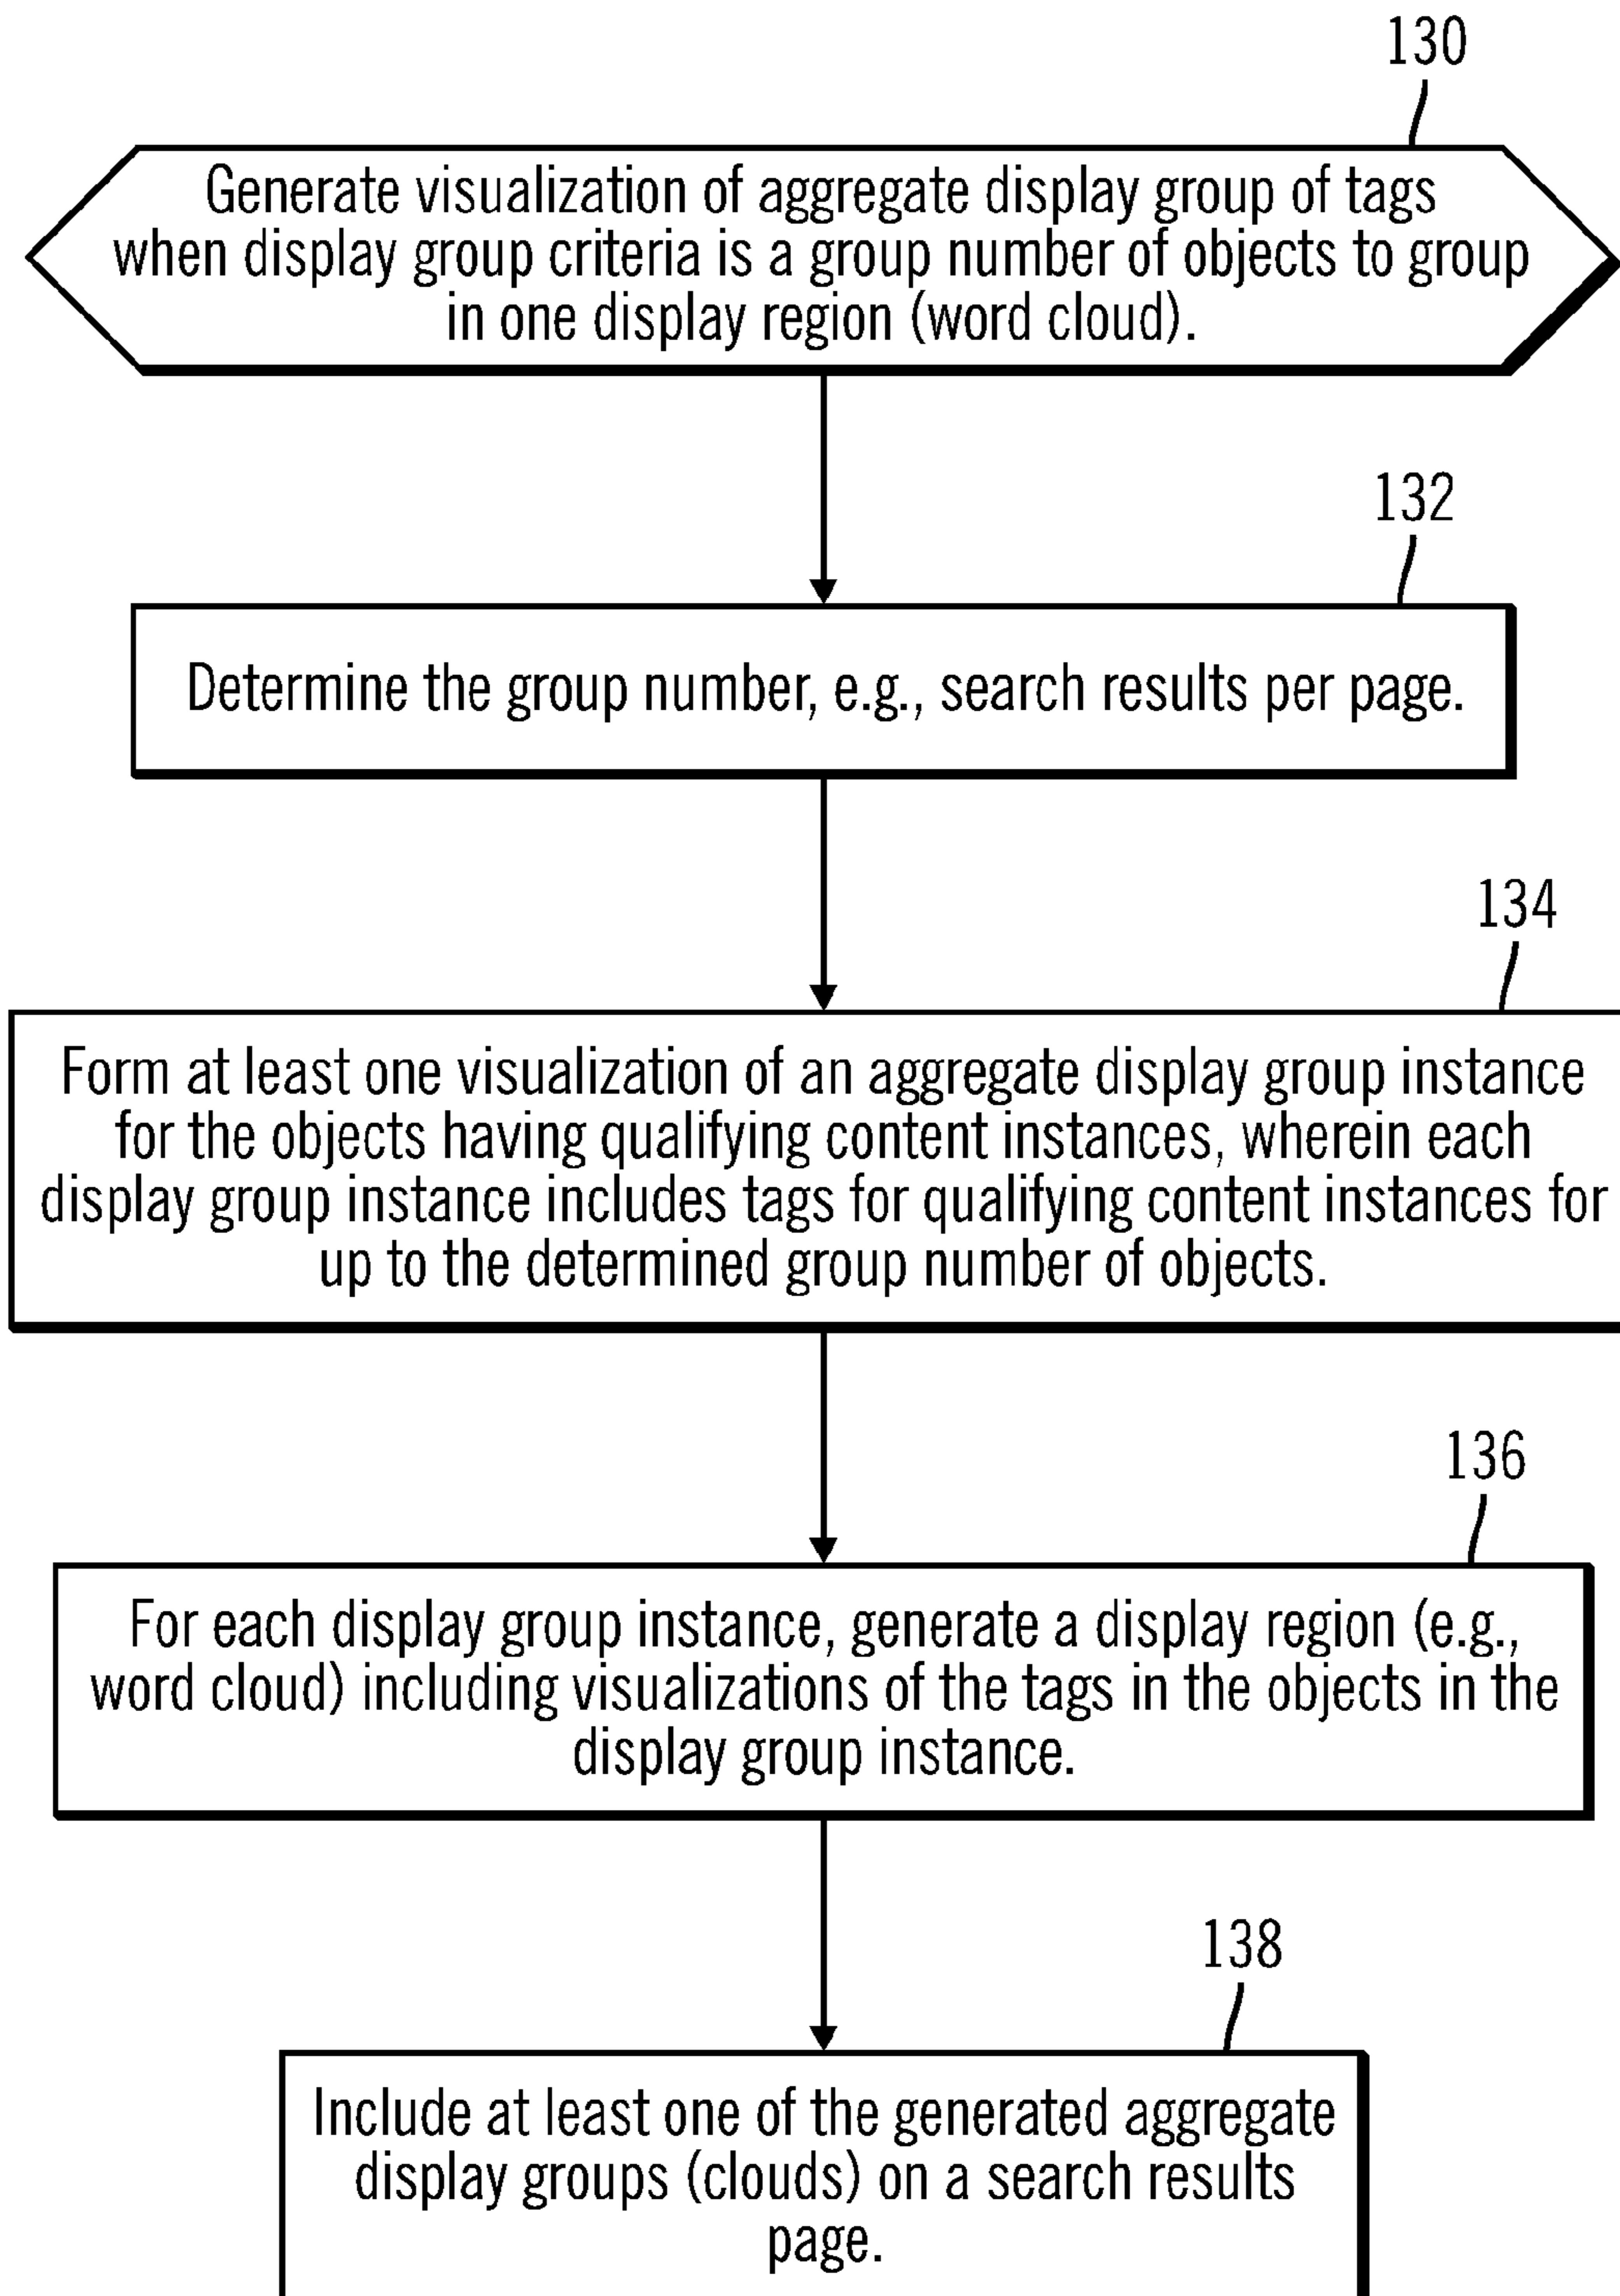 130
Generate visualization of aggregate display group of tags
when display group criteria is a group number of objects to group
in one display region (word cloud).
132
Determine the group number, e.g., search results per page.
134
Form at least one visualization of an aggregate display group instance
for the objects having qualifying content instances, wherein each
display group instance includes tags for qualifying content instances for
up to the determined group number of objects.
136
For each display group instance, generate a display region (e.g.,
word cloud) including visualizations of the tags in the objects in the
display group instance.
138
Include at least one of the generated aggregate
display groups (clouds) on a search results
page.